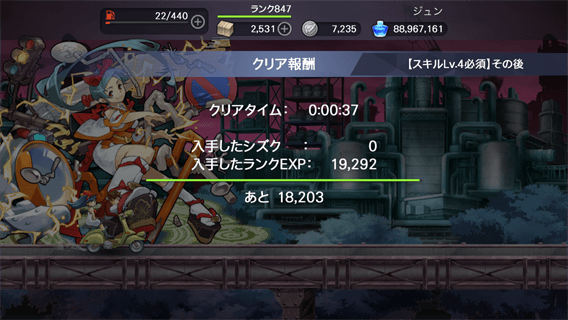 22/440
ランク847
2,531
7,235
ジュン
88,967,161
クリア報酬
【スキルLv.4必須】その後
クリアタイム： 0:00:37
入手したシズク ： 0
入手したランクEXP： 19,292
あと 18,203